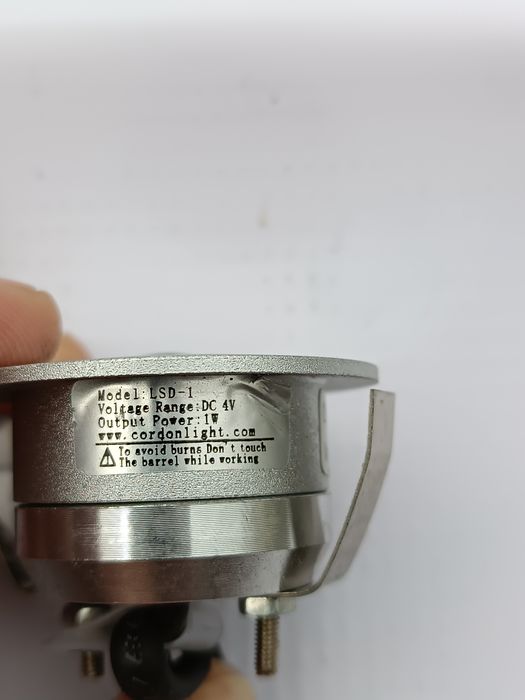 Model:LSD-1
Voltage Range:DC 4V
Output Power:1W
www.cordonlight.com
To avoid burns Don't touch
The barrel while working